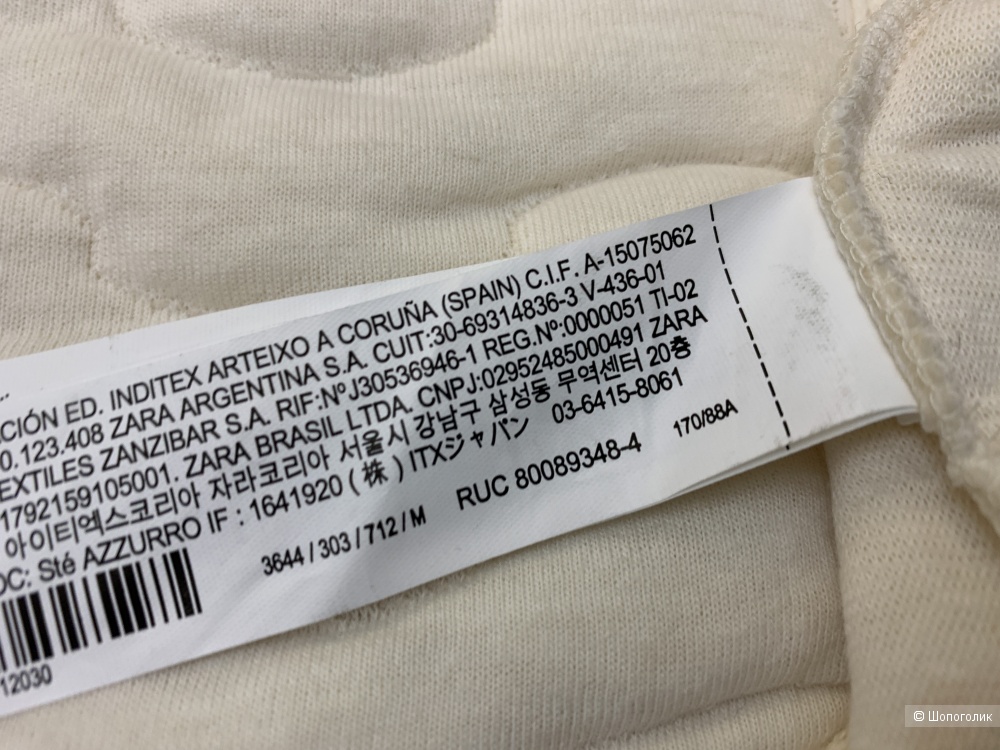 CIÓN ED. INDITEX ARTEIXO A CORUÑA (SPAIN) C.I.F. A-15075062
0.123.408 ZARA ARGENTINA S.A. CUIT:30-69314836-3 V-436-01
EXTILES ZANZIBAR S.A. RIF:NºJ30536946-1 REG.Nº:0000051 TI-02
1792159105001. ZARA BRASIL LTDA. CNPJ:02952485000491 ZARA
아이티엑스코리아 자라코리아 서울시 강남구 삼성동 무역센터 20층
OC: Sté AZZURRO IF : 1641920 (株) ITXジャパン 03-6415-8061
3644 / 303 / 712 / M RUC 80089348-4 170/88A
12030
© Шопоголик